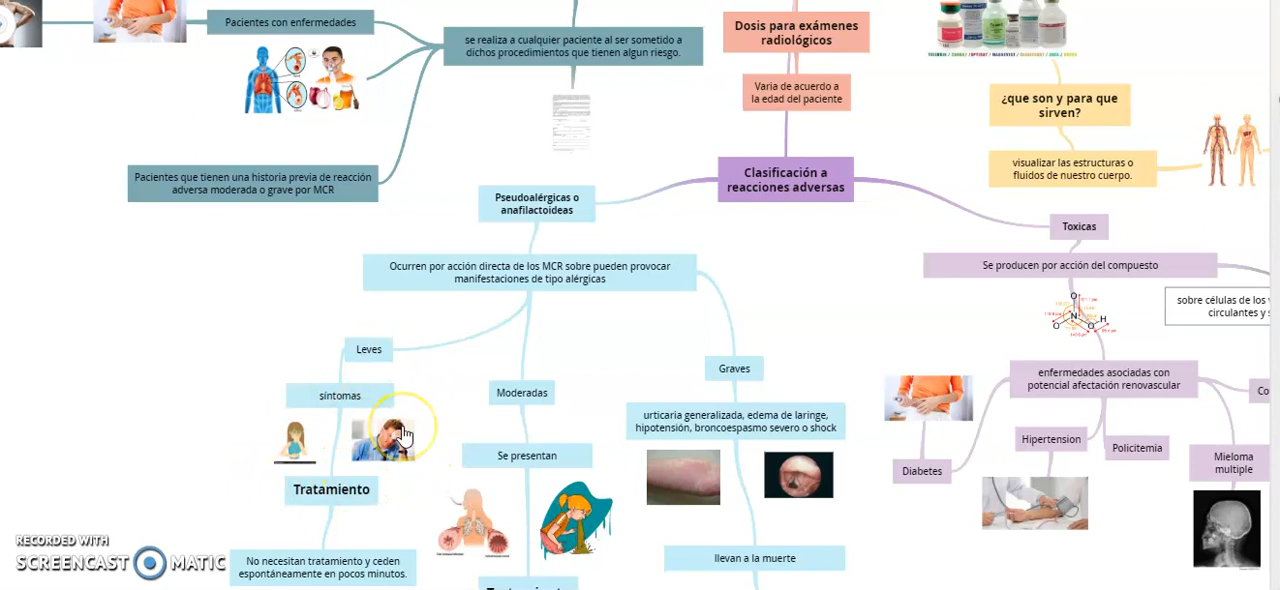 Pacientes con enfermedades
se realiza a cualquier paciente al ser sometido a
dichos procedimientos que tienen algun riesgo.
Pacientes que tienen una historia previa de reacción
adversa moderada o grave por MCR
Dosis para exámenes
radiológicos
Varia de acuerdo a
la edad del paciente
¿que son y para que
sirven?
visualizar las estructuras o
fluidos de nuestro cuerpo.
Clasificación a
reacciones adversas
Pseudoalérgicas o
anafilactoideas
Ocurren por acción directa de los MCR sobre pueden provocar
manifestaciones de tipo alérgicas
Leves
síntomas
Tratamiento
No necesitan tratamiento y ceden
espontáneamente en pocos minutos.
Moderadas
Se presentan
Graves
urticaria generalizada, edema de laringe,
hipotensión, broncoespasmo severo o shock
llevan a la muerte
Toxicas
Se producen por acción del compuesto
sobre células de los
circulantes y
O
N
O
O
H
enfermedades asociadas con
potencial afectación renovascular
Co
Diabetes
Hipertension
Policitemia
Mieloma
multiple
RECORDED WITH
SCREENCAST MATIC